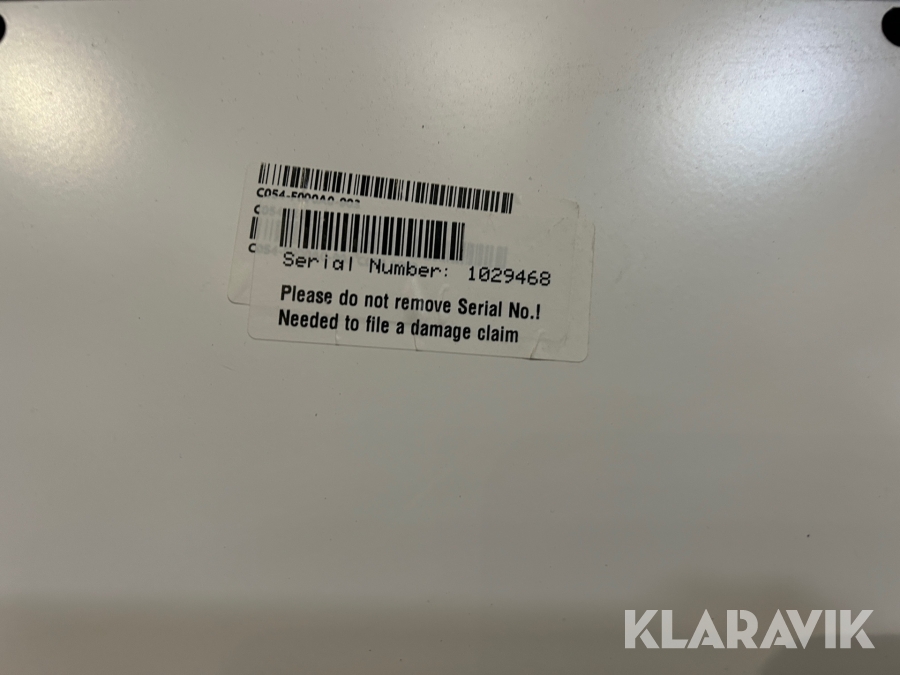 Serial Number: 1029468
Please do not remove Serial No.!
Needed to file a damage claim
KLARAVIK